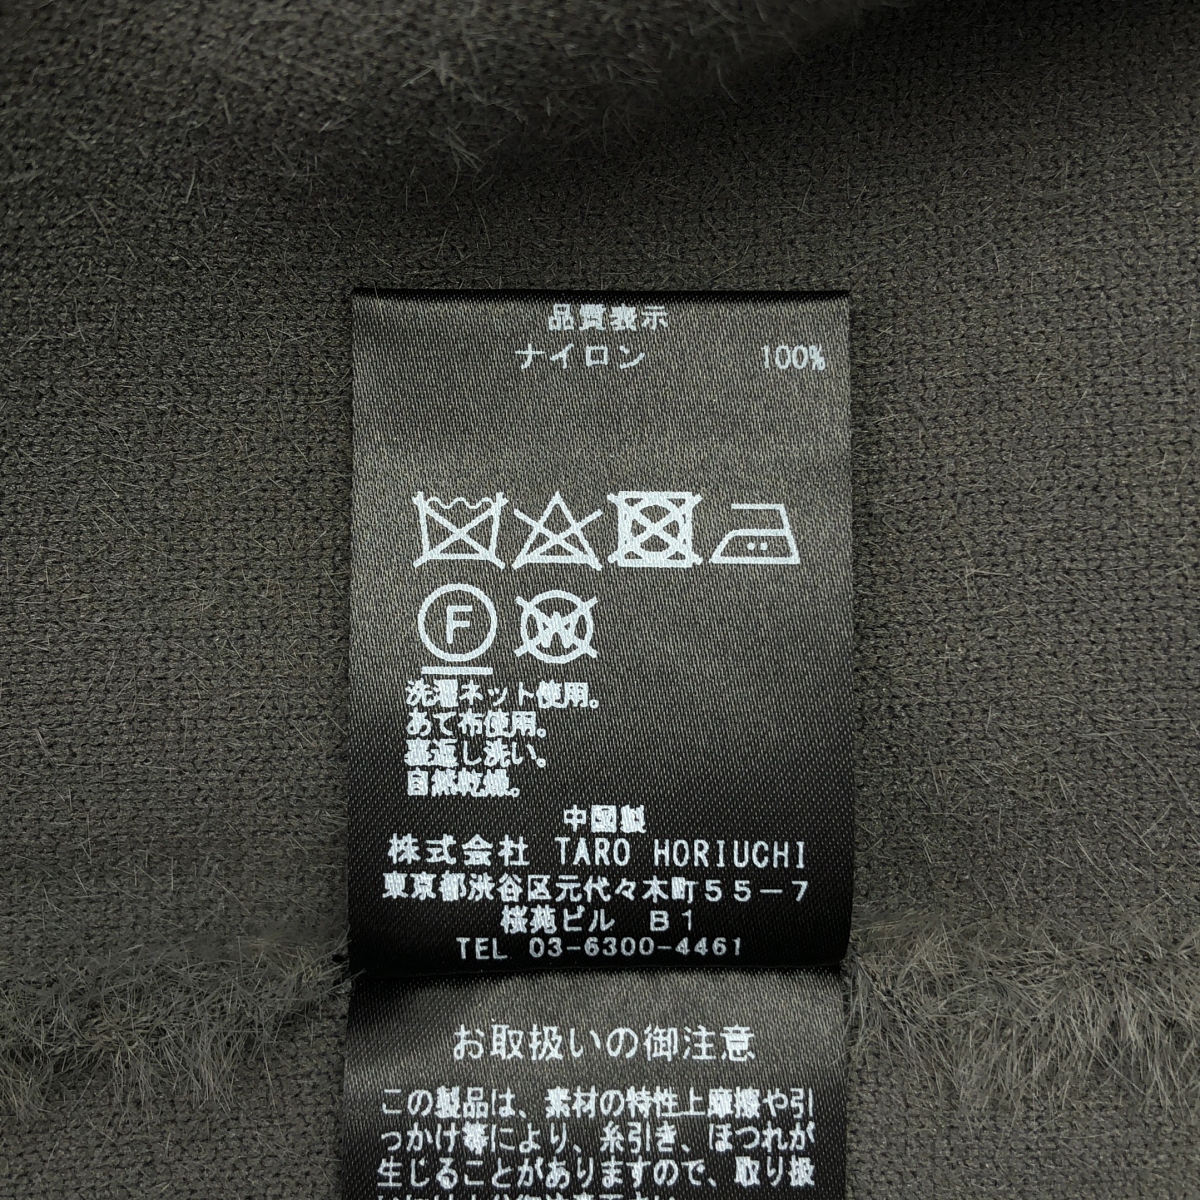 品質表示
ナイロン 100%
F
W
洗濯ネット使用。
あて布使用。
裏返し洗い。
自然乾燥。
中国製
株式会社 TARO HORIUCHI
東京都渋谷区元代々木町55-7
桜苑ビル B1
TEL 03-6300-4461
お取扱いの御注意
この製品は、素材の特性上摩擦や引
っかけ等により、糸引き、ほつれが
生じることがありますので、取り扱